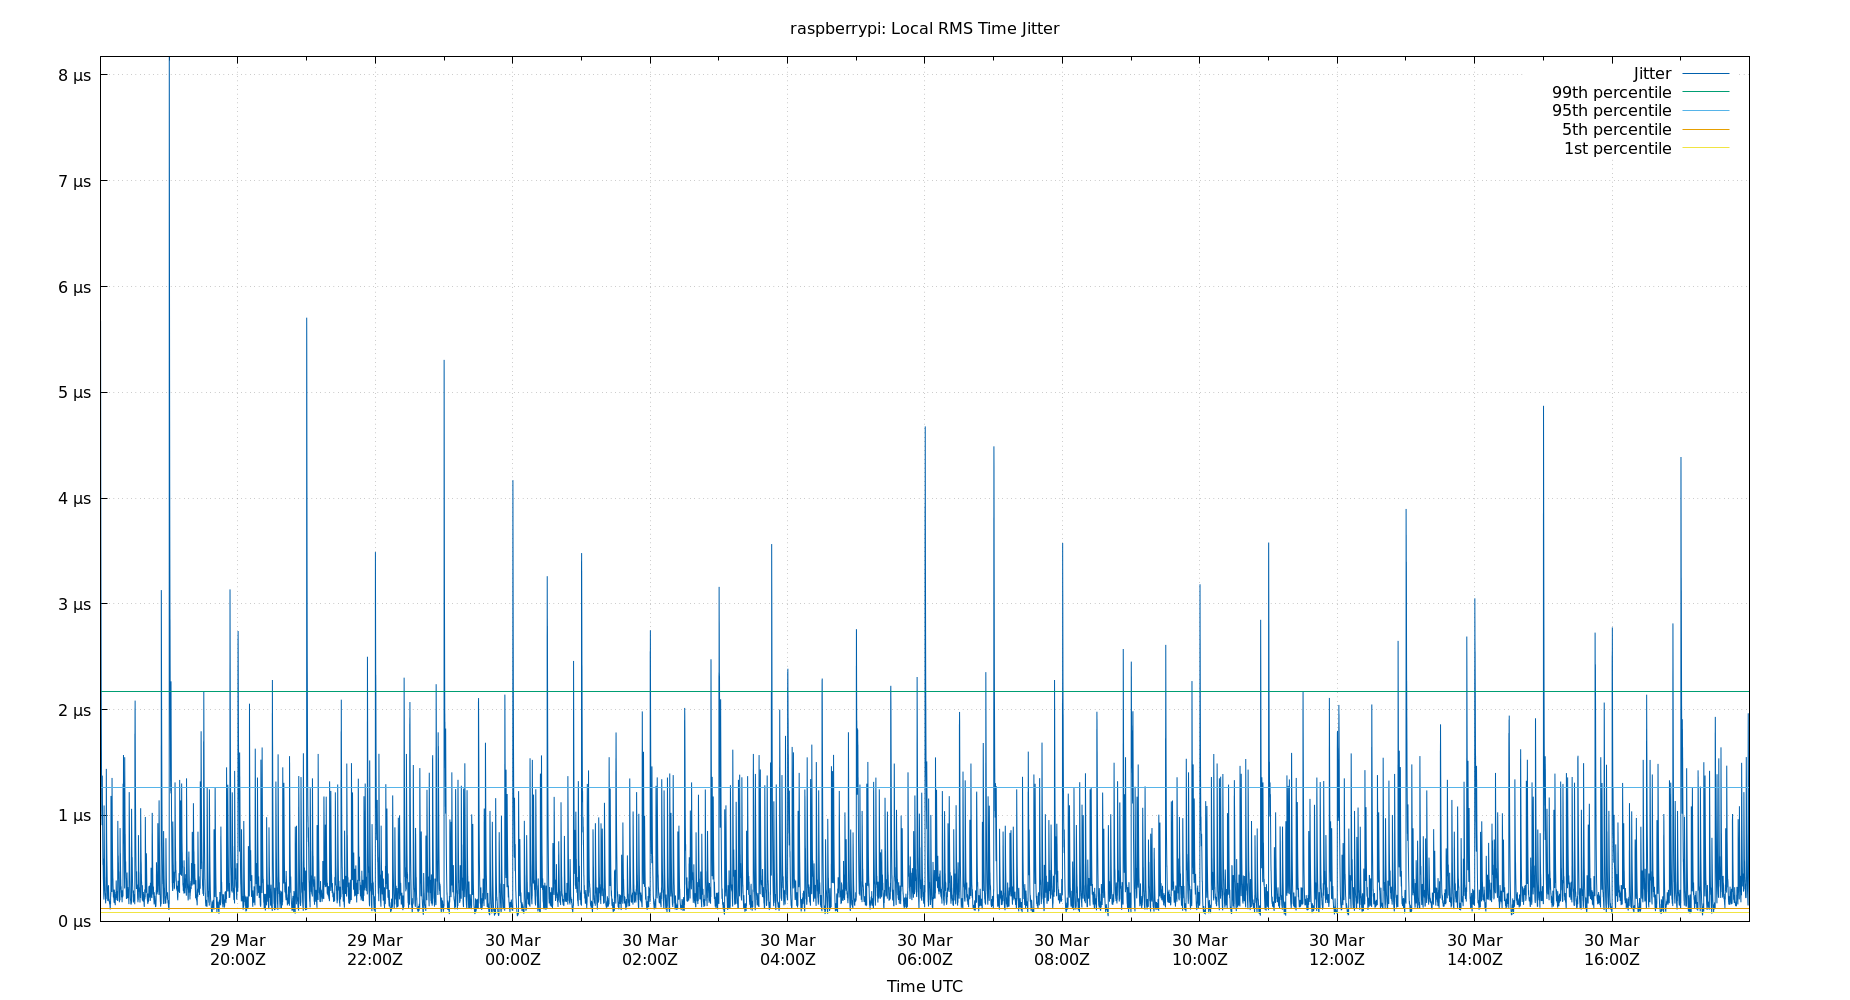 raspberrypi: Local RMS Time Jitter
8 µs
7 µs
6 µs
5 µs
4 µs
3 µs
2 µs
1 µs
0 µs
Jitter
99th percentile
95th percentile
5th percentile
1st percentile
29 Mar 29 Mar 30 Mar 30 Mar 30 Mar 30 Mar 30 Mar 30 Mar 30 Mar 30 Mar 30 Mar
20:00Z 22:00Z 00:00Z 02:00Z 04:00Z 06:00Z 08:00Z 10:00Z 12:00Z 14:00Z 16:00Z
Time UTC